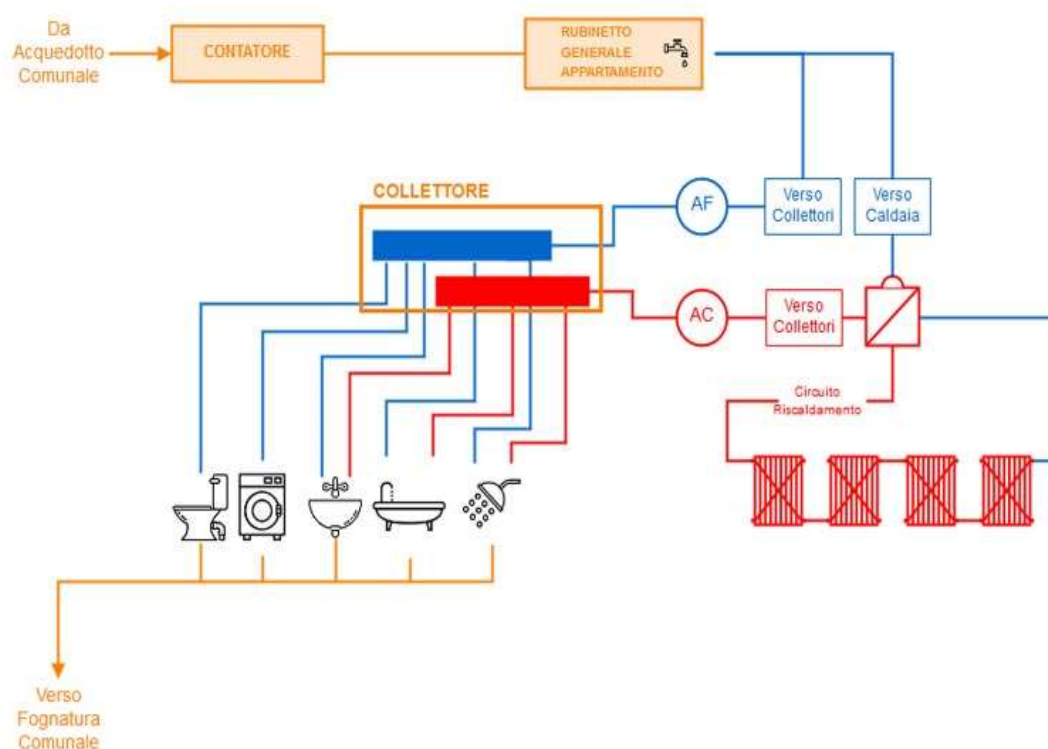 Da
Acquedotto
Comunale
CONTATORE
RUBINETTO
GENERALE
APPARTAMENTO
COLLETTORE
AF
Verso
Collettori
Verso
Caldaia
AC
Verso
Collettori
Circuito
Riscaldamento
Verso
Fognatura
Comunale